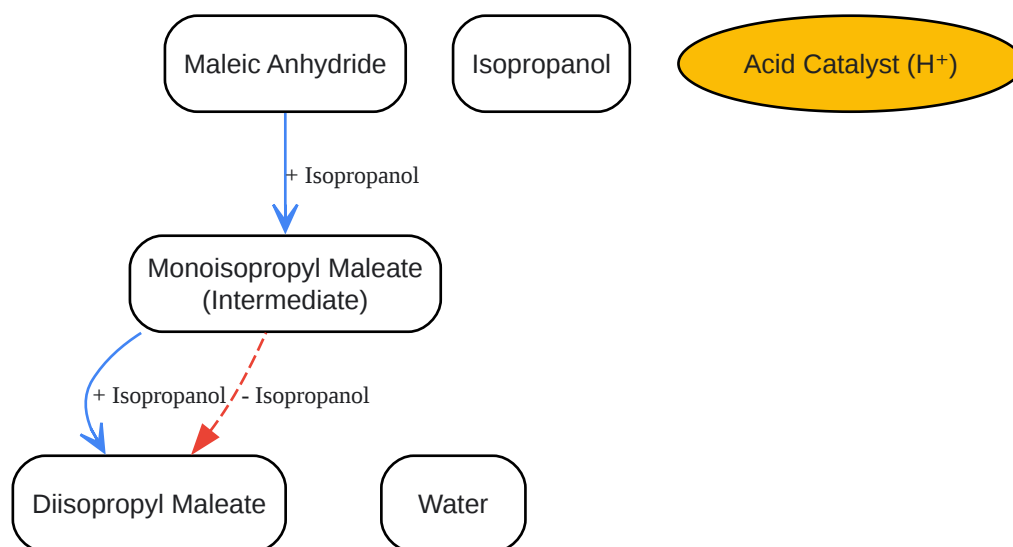 Maleic Anhydride
Isopropanol
Acid Catalyst (H⁺)
+ Isopropanol
Monoisopropyl Maleate
(Intermediate)
+ Isopropanol
- Isopropanol
Diisopropyl Maleate
Water